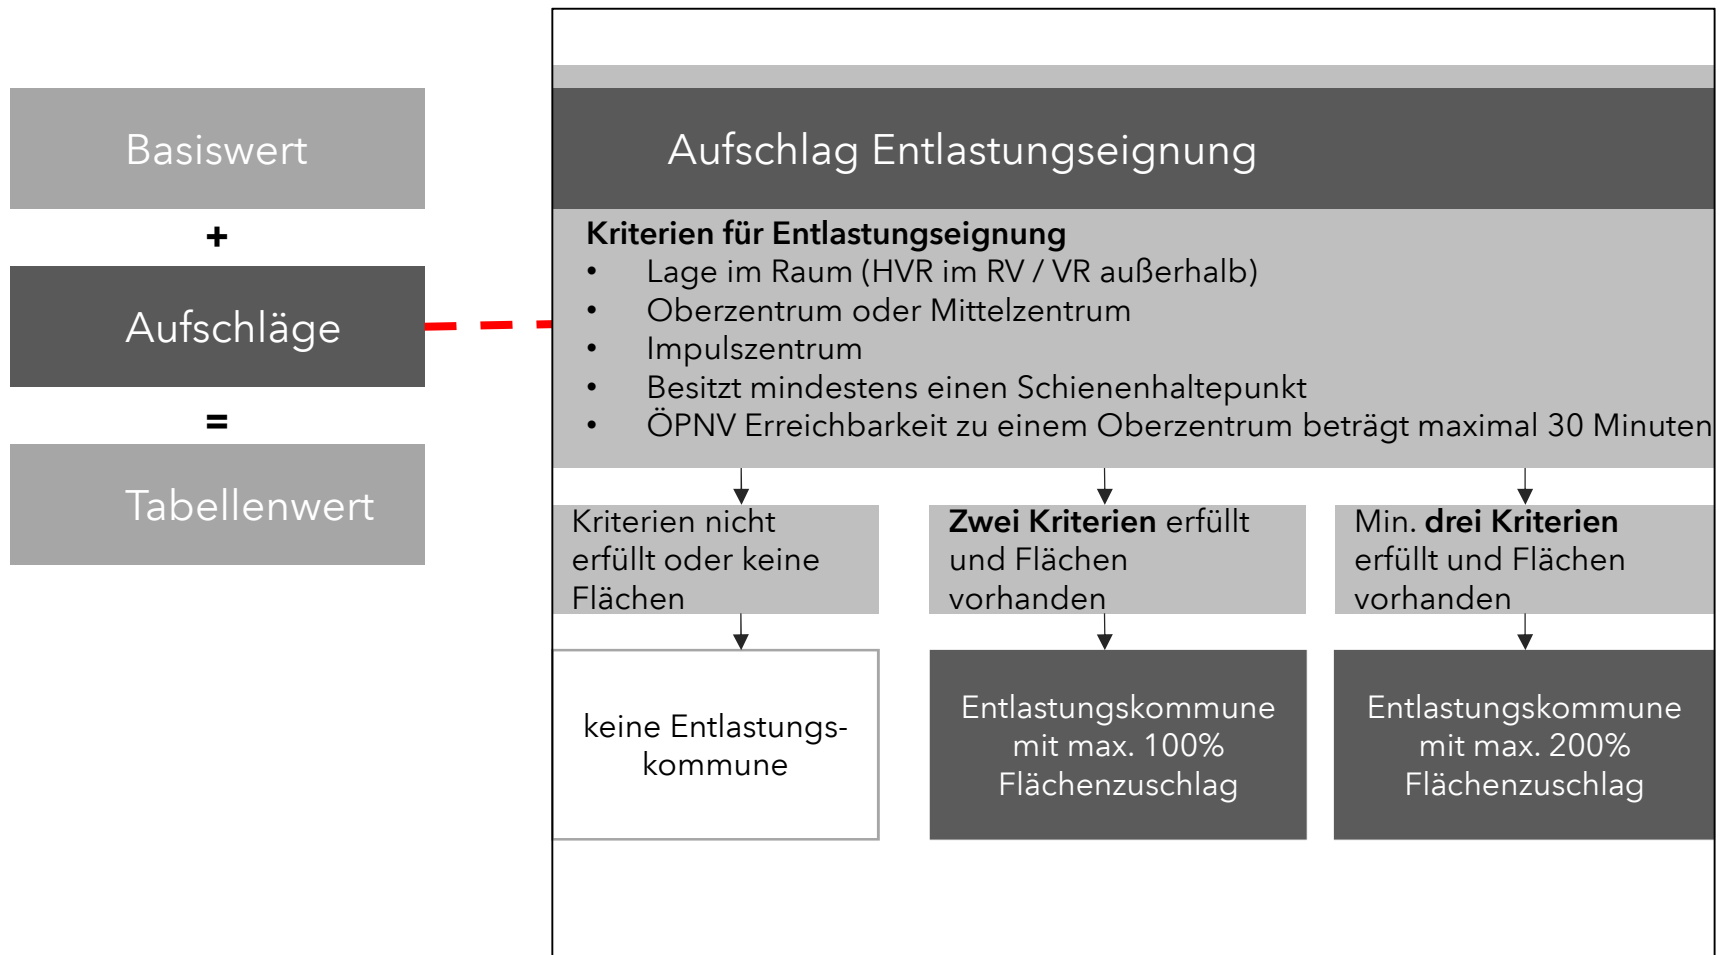 Basiswert
+
Aufschläge
=
Tabellenwert
Aufschlag Entlastungseignung
Kriterien für Entlastungseignung
• Lage im Raum (HVR im RV / VR außerhalb)
• Oberzentrum oder Mittelzentrum
• Impulszentrum
• Besitzt mindestens einen Schienenhaltepunkt
• ÖPNV Erreichbarkeit zu einem Oberzentrum beträgt maximal 30 Minuten
Kriterien nicht
erfüllt oder keine
Flächen
Zwei Kriterien erfüllt
und Flächen
vorhanden
Min. drei Kriterien
erfüllt und Flächen
vorhanden
keine Entlastungs-
kommune
Entlastungskommune
mit max. 100%
Flächenzuschlag
Entlastungskommune
mit max. 200%
Flächenzuschlag